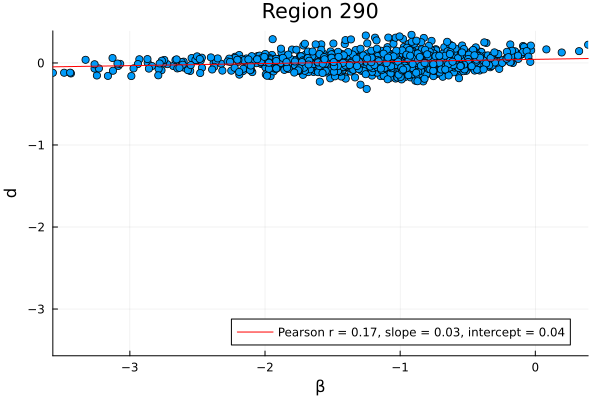 Region 290
d
0
−1
−2
−3
Pearson r = 0.17, slope = 0.03, intercept = 0.04
−3 −2 −1 0
β